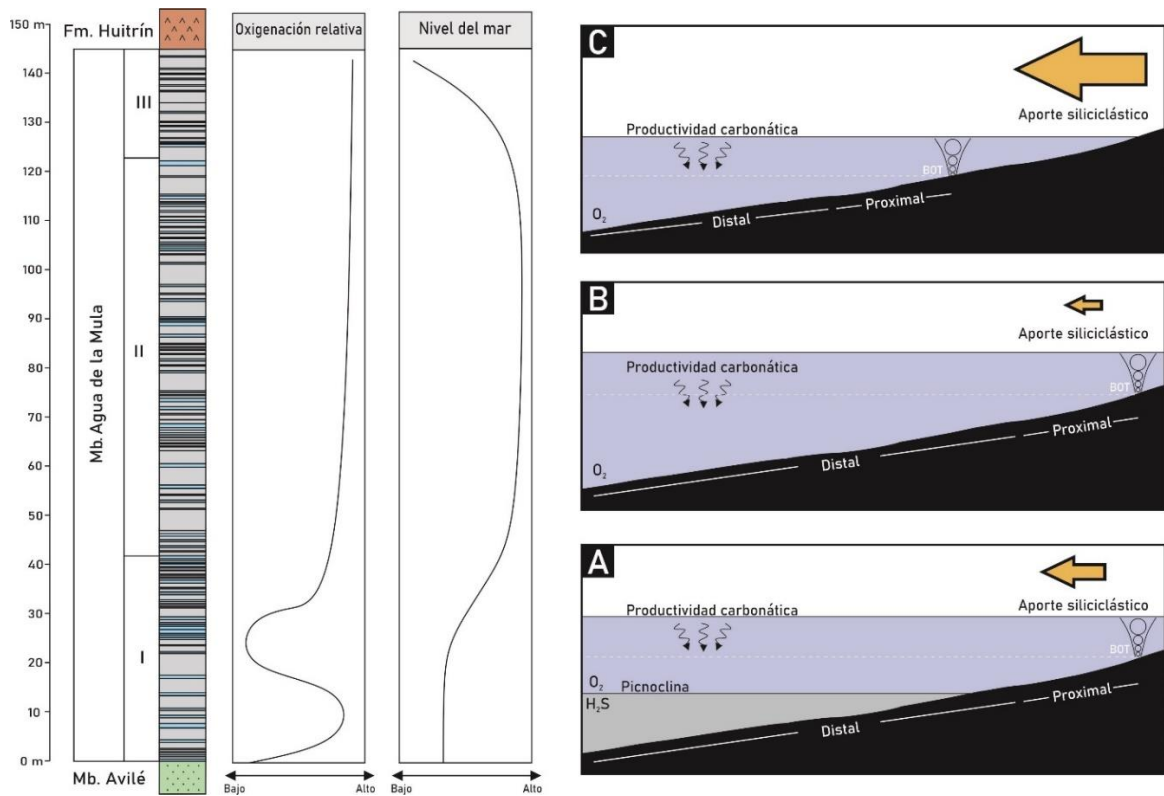 150 m
Fm. Huitrín
140
130
120
110
100
90
80
70
60
50
40
30
20
10
0 m
Mb. Avilé
Mb. Agua de la Mula
III
II
I
Oxigenación relativa
Bajo
Alto
Nivel del mar
Bajo
Alto
C
Aporte siliciclástico
Productividad carbonática
BOT
O₂
Distal
Proximal
B
Aporte siliciclástico
Productividad carbonática
BOT
O₂
Distal
Proximal
A
Aporte siliciclástico
Productividad carbonática
BOT
O₂
Picnoclina
H₂S
Distal
Proximal